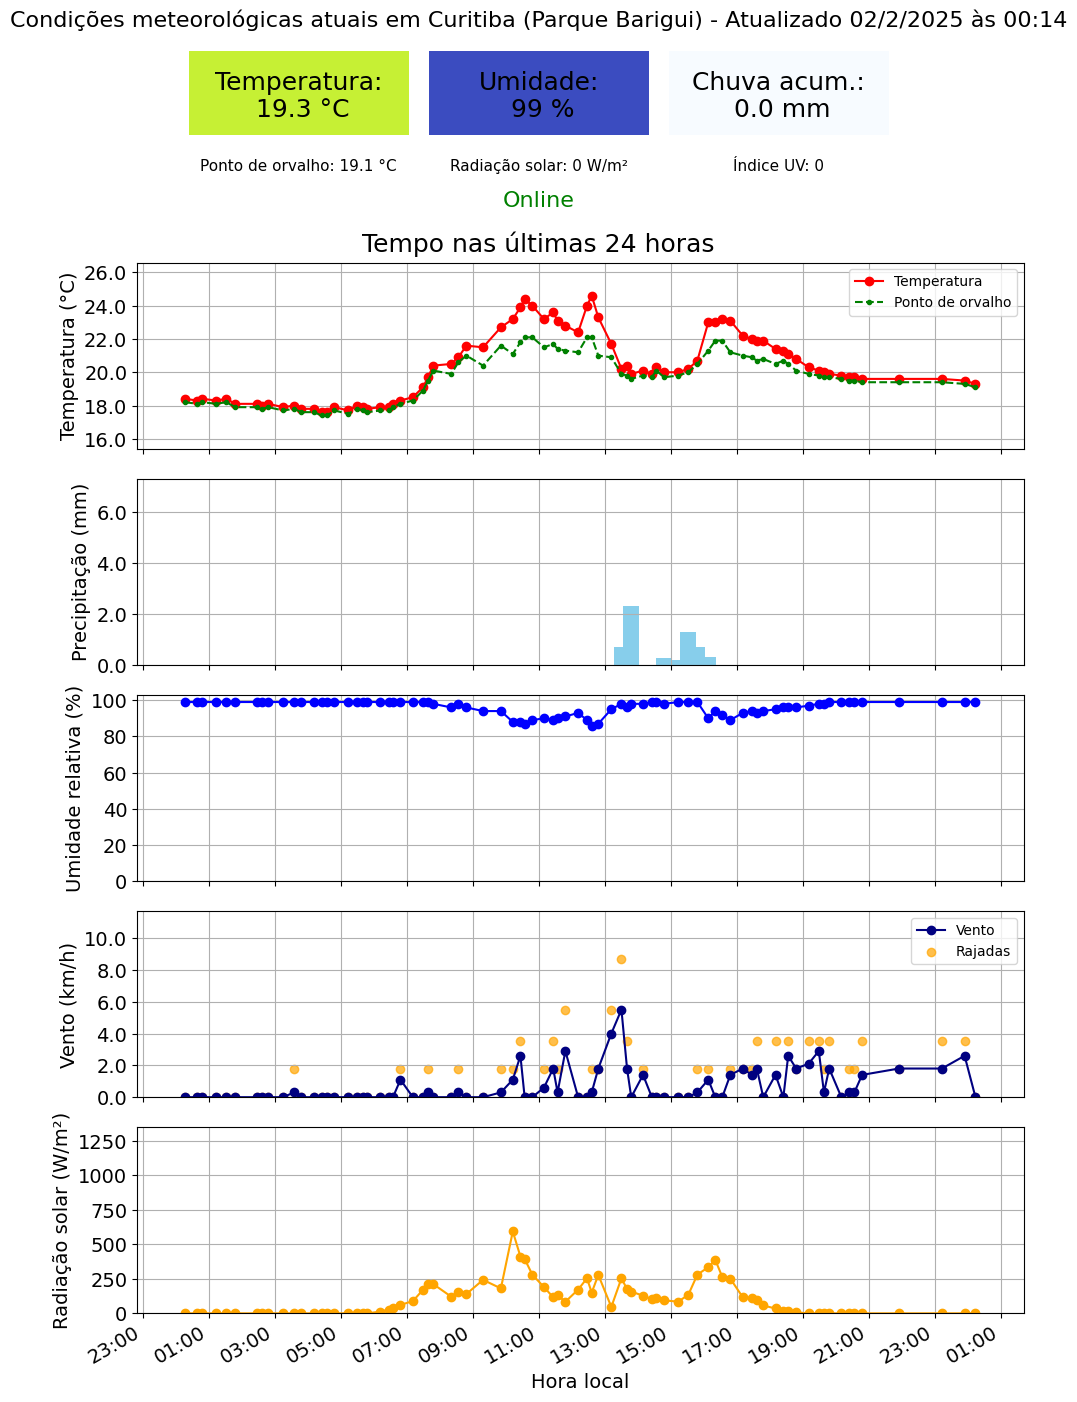 Condições meteorológicas atuais em Curitiba (Parque Barigui) - Atualizado 02/2/2025 às 00:14
Temperatura:
19.3 °C
Umidade:
99 %
Chuva acum.:
0.0 mm
Ponto de orvalho: 19.1 °C
Radiação solar: 0 W/m²
Índice UV: 0
Online
Tempo nas últimas 24 horas
Temperatura (°C)
26.0
24.0
22.0
20.0
18.0
16.0
Temperatura
Ponto de orvalho
Precipitação (mm)
6.0
4.0
2.0
0.0
Umidade relativa (%)
100
80
60
40
20
0
Vento (km/h)
10.0
8.0
6.0
4.0
2.0
0.0
Vento
Rajadas
Radiação solar (W/m²)
1250
1000
750
500
250
0
23:00
01:00
03:00
05:00
07:00
09:00
11:00
13:00
15:00
17:00
19:00
21:00
23:00
01:00
Hora local